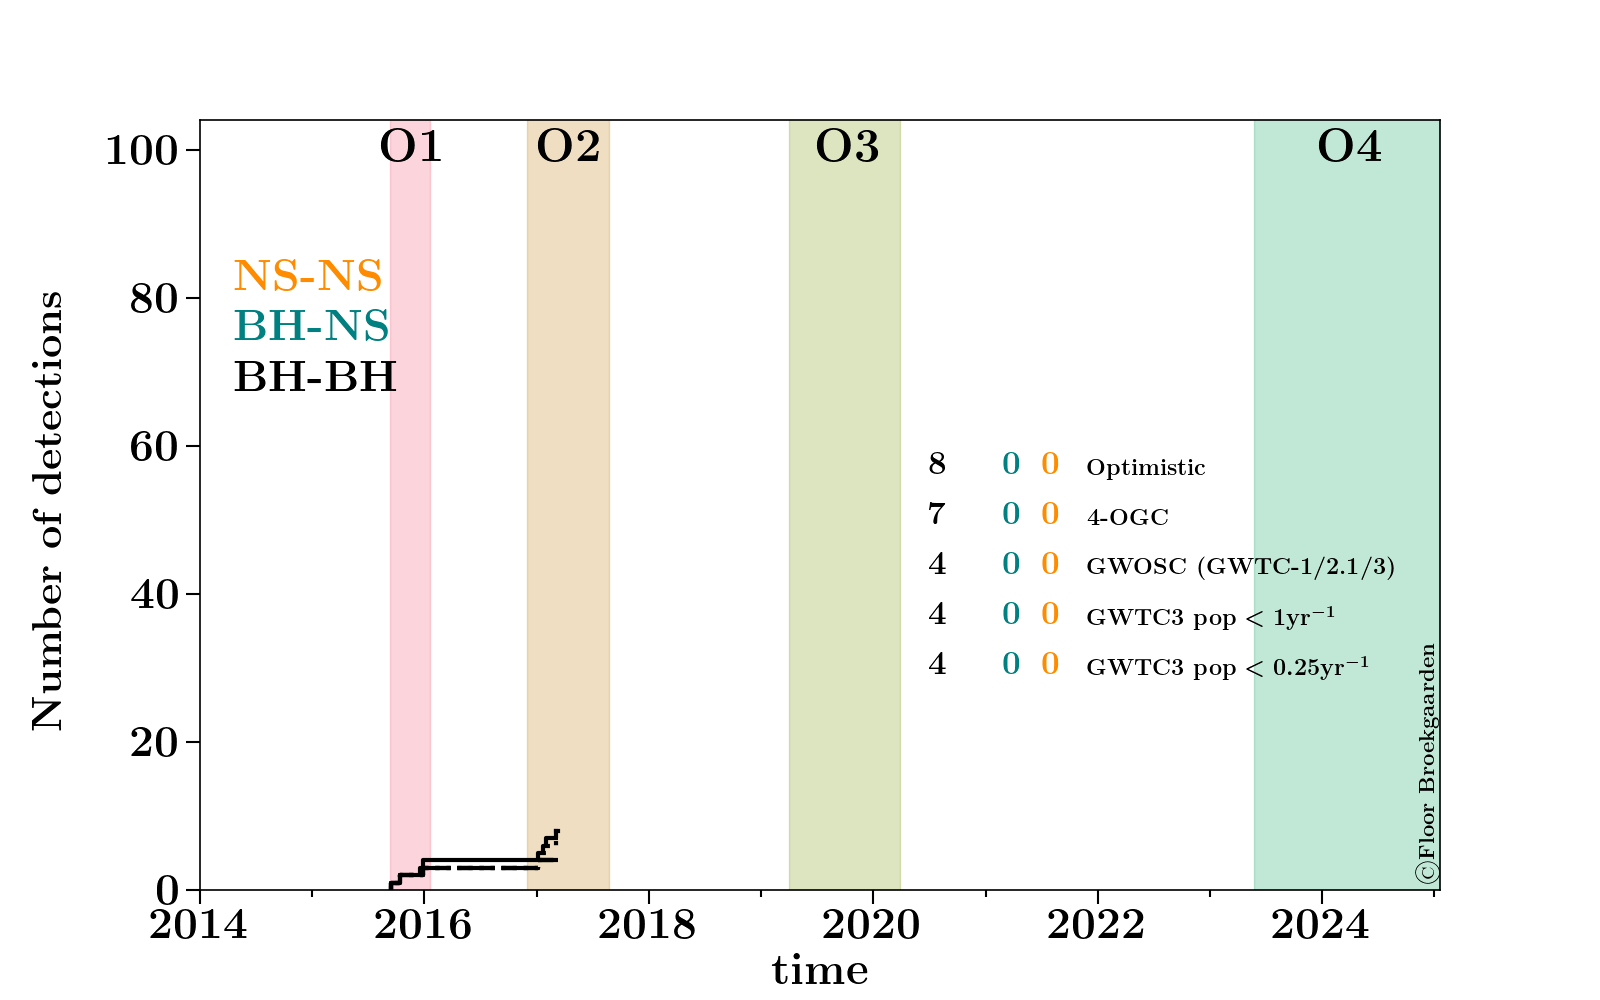 O1 O2 O3 O4
100
80
60
40
20
0
Number of detections
NS-NS
BH-NS
BH-BH
8 0 0 Optimistic
7 0 0 4-OGC
4 0 0 GWOSC (GWTC-1/2.1/3)
4 0 0 GWTC3 pop < 1yr⁻¹
4 0 0 GWTC3 pop < 0.25yr⁻¹
©Floor Broekgaarden
2014 2016 2018 2020 2022 2024
time